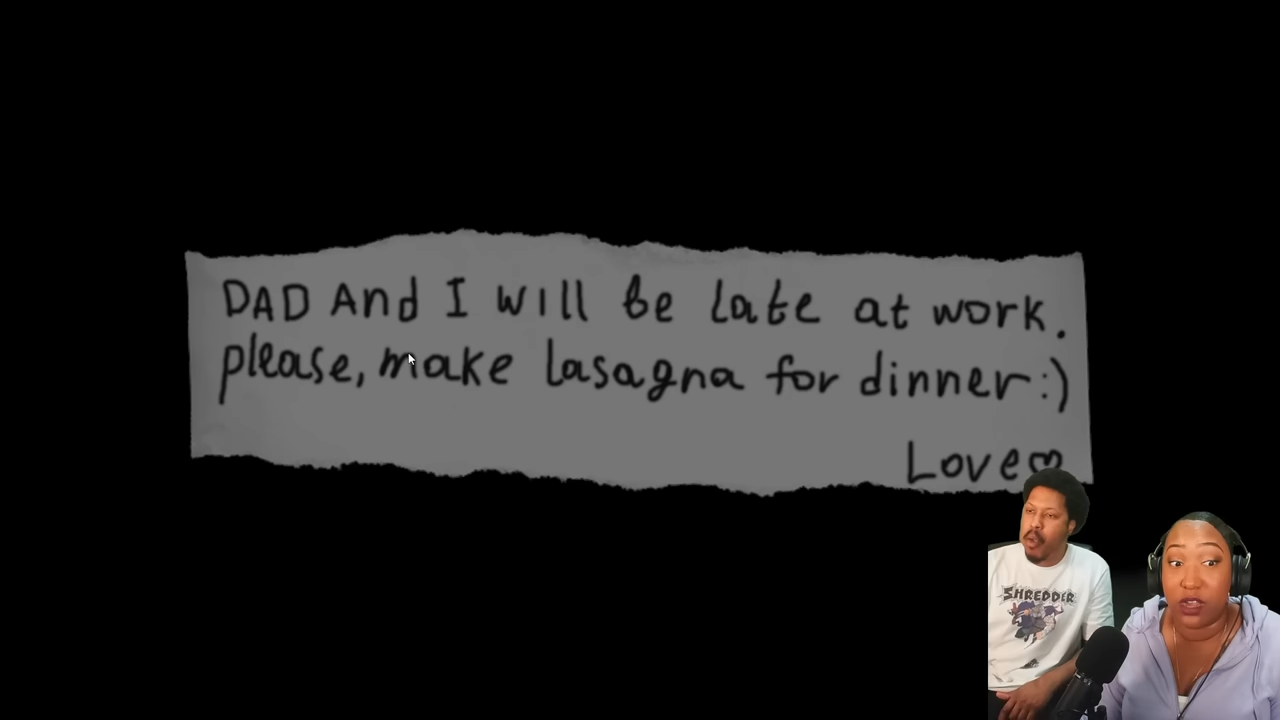 DAD And I will be late at work.
please, make lasagna for dinner:)
Love♡
SHREDDER